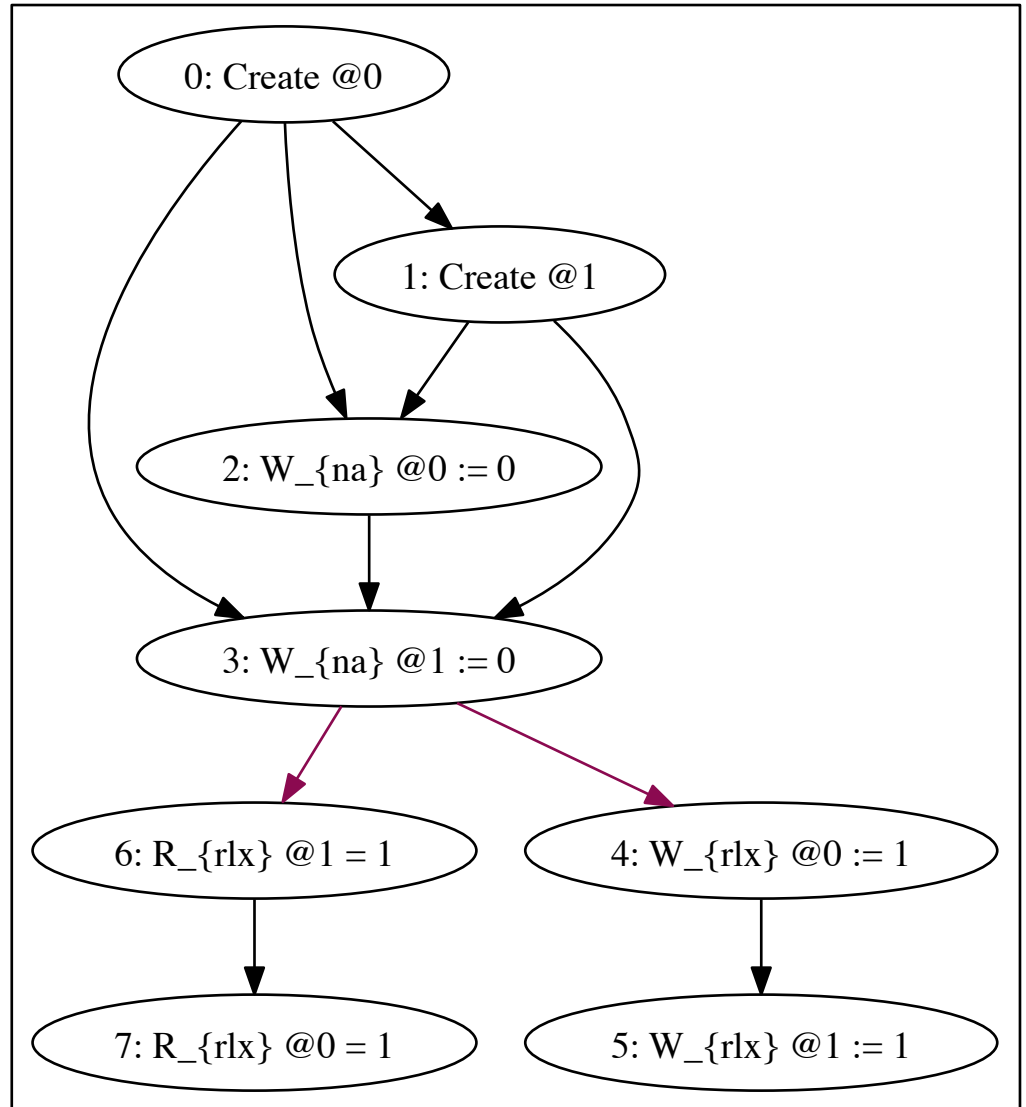 0: Create @0
1: Create @1
2: W_{na} @0 := 0
3: W_{na} @1 := 0
6: R_{rlx} @1 = 1
4: W_{rlx} @0 := 1
7: R_{rlx} @0 = 1
5: W_{rlx} @1 := 1